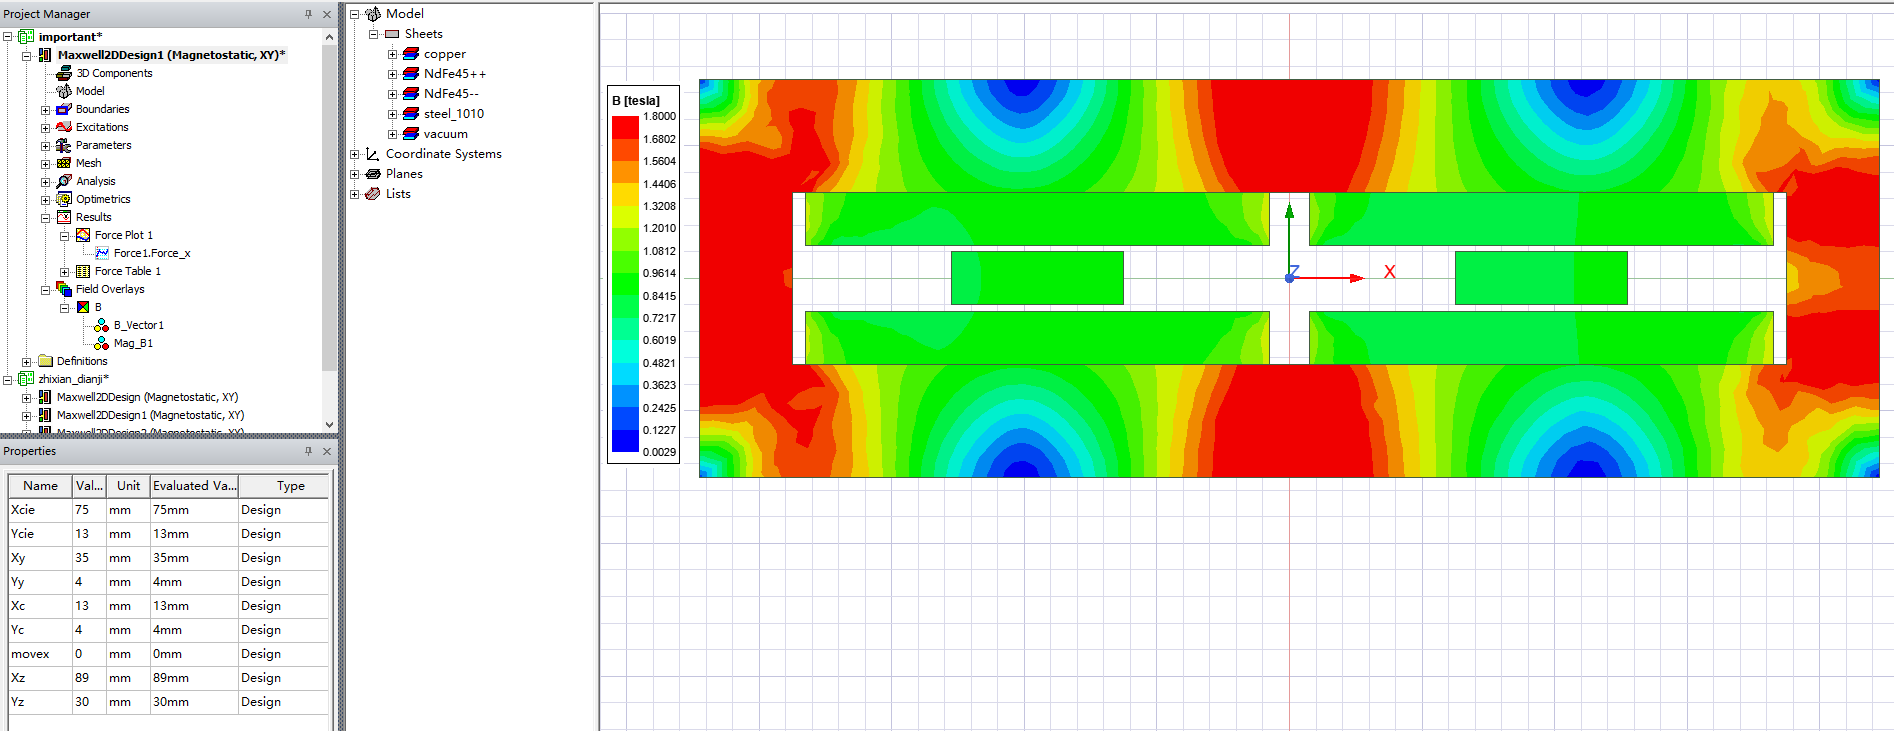 Project Manager
important*
Maxwell2DDesign1 (Magnetostatic, XY)*
3D Components
Model
Boundaries
Excitations
Parameters
Mesh
Analysis
Optimetrics
Results
Force Plot 1
Force1.Force_x
Force Table 1
Field Overlays
B
B_Vector1
Mag_B1
Definitions
zhixian_dianji*
Maxwell2DDesign (Magnetostatic, XY)
Maxwell2DDesign1 (Magnetostatic, XY)
Maxwell2DDesign2 (Magnetostatic, XY)
Properties
Name Val... Unit Evaluated Va... Type
Xcie 75 mm 75mm Design
Ycie 13 mm 13mm Design
Xy 35 mm 35mm Design
Yy 4 mm 4mm Design
Xc 13 mm 13mm Design
Yc 4 mm 4mm Design
movex 0 mm 0mm Design
Xz 89 mm 89mm Design
Yz 30 mm 30mm Design
Model
Sheets
copper
NdFe45++
NdFe45--
steel_1010
vacuum
Coordinate Systems
Planes
Lists
B [tesla]
1.8000
1.6802
1.5604
1.4406
1.3208
1.2010
1.0812
0.9614
0.8415
0.7217
0.6019
0.4821
0.3623
0.2425
0.1227
0.0029
Z
X